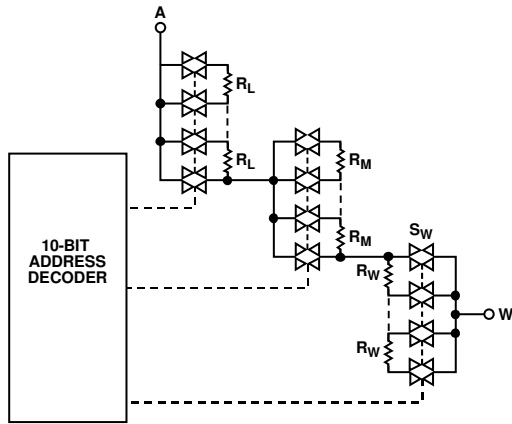 A
R_L
R_L
R_M
R_M
S_W
R_W
R_W
W
10-BIT
ADDRESS
DECODER